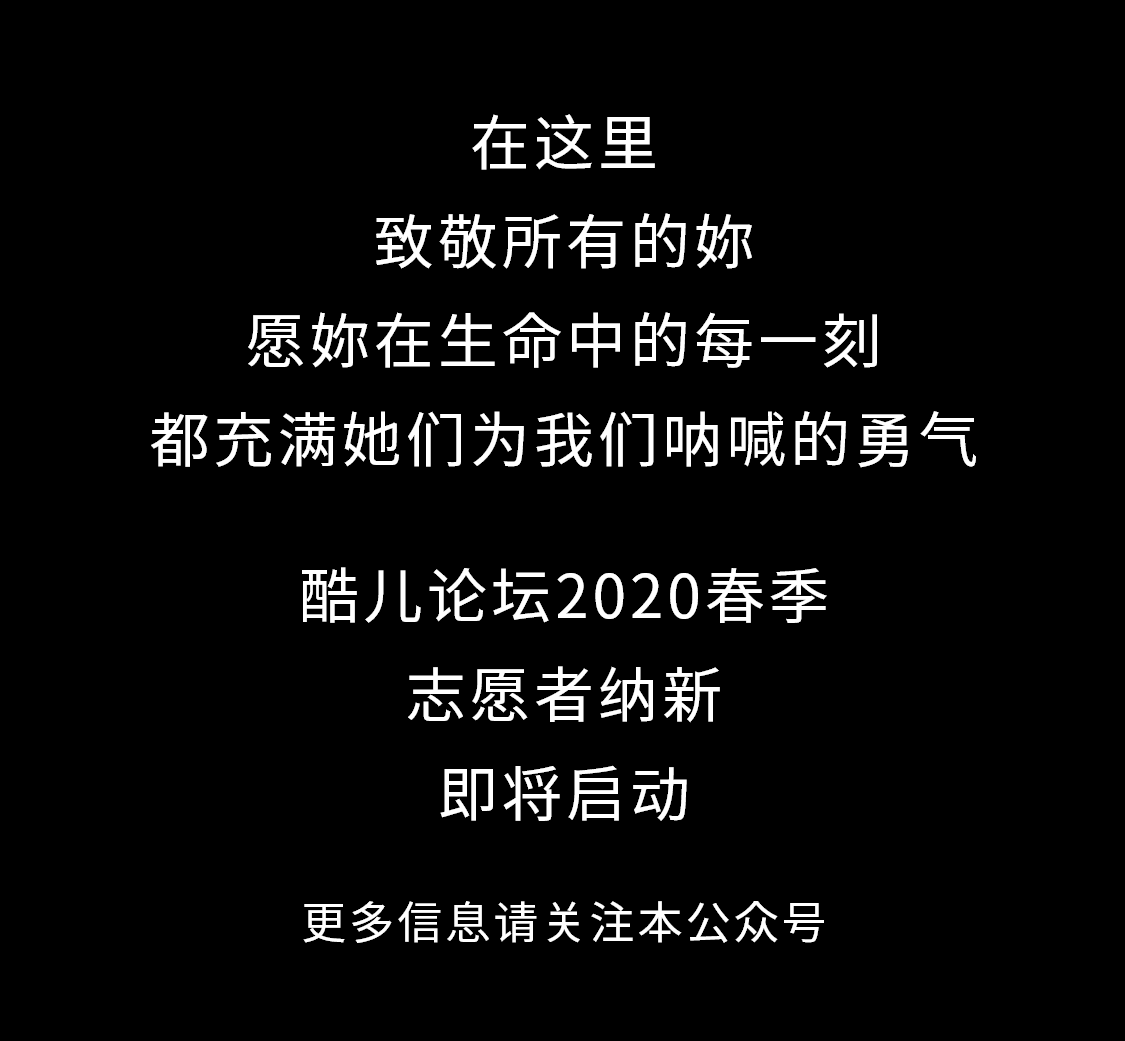 在这里
致敬所有的妳
愿妳在生命中的每一刻
都充满她们为我们呐喊的勇气
酷儿论坛2020春季
志愿者纳新
即将启动
更多信息请关注本公众号